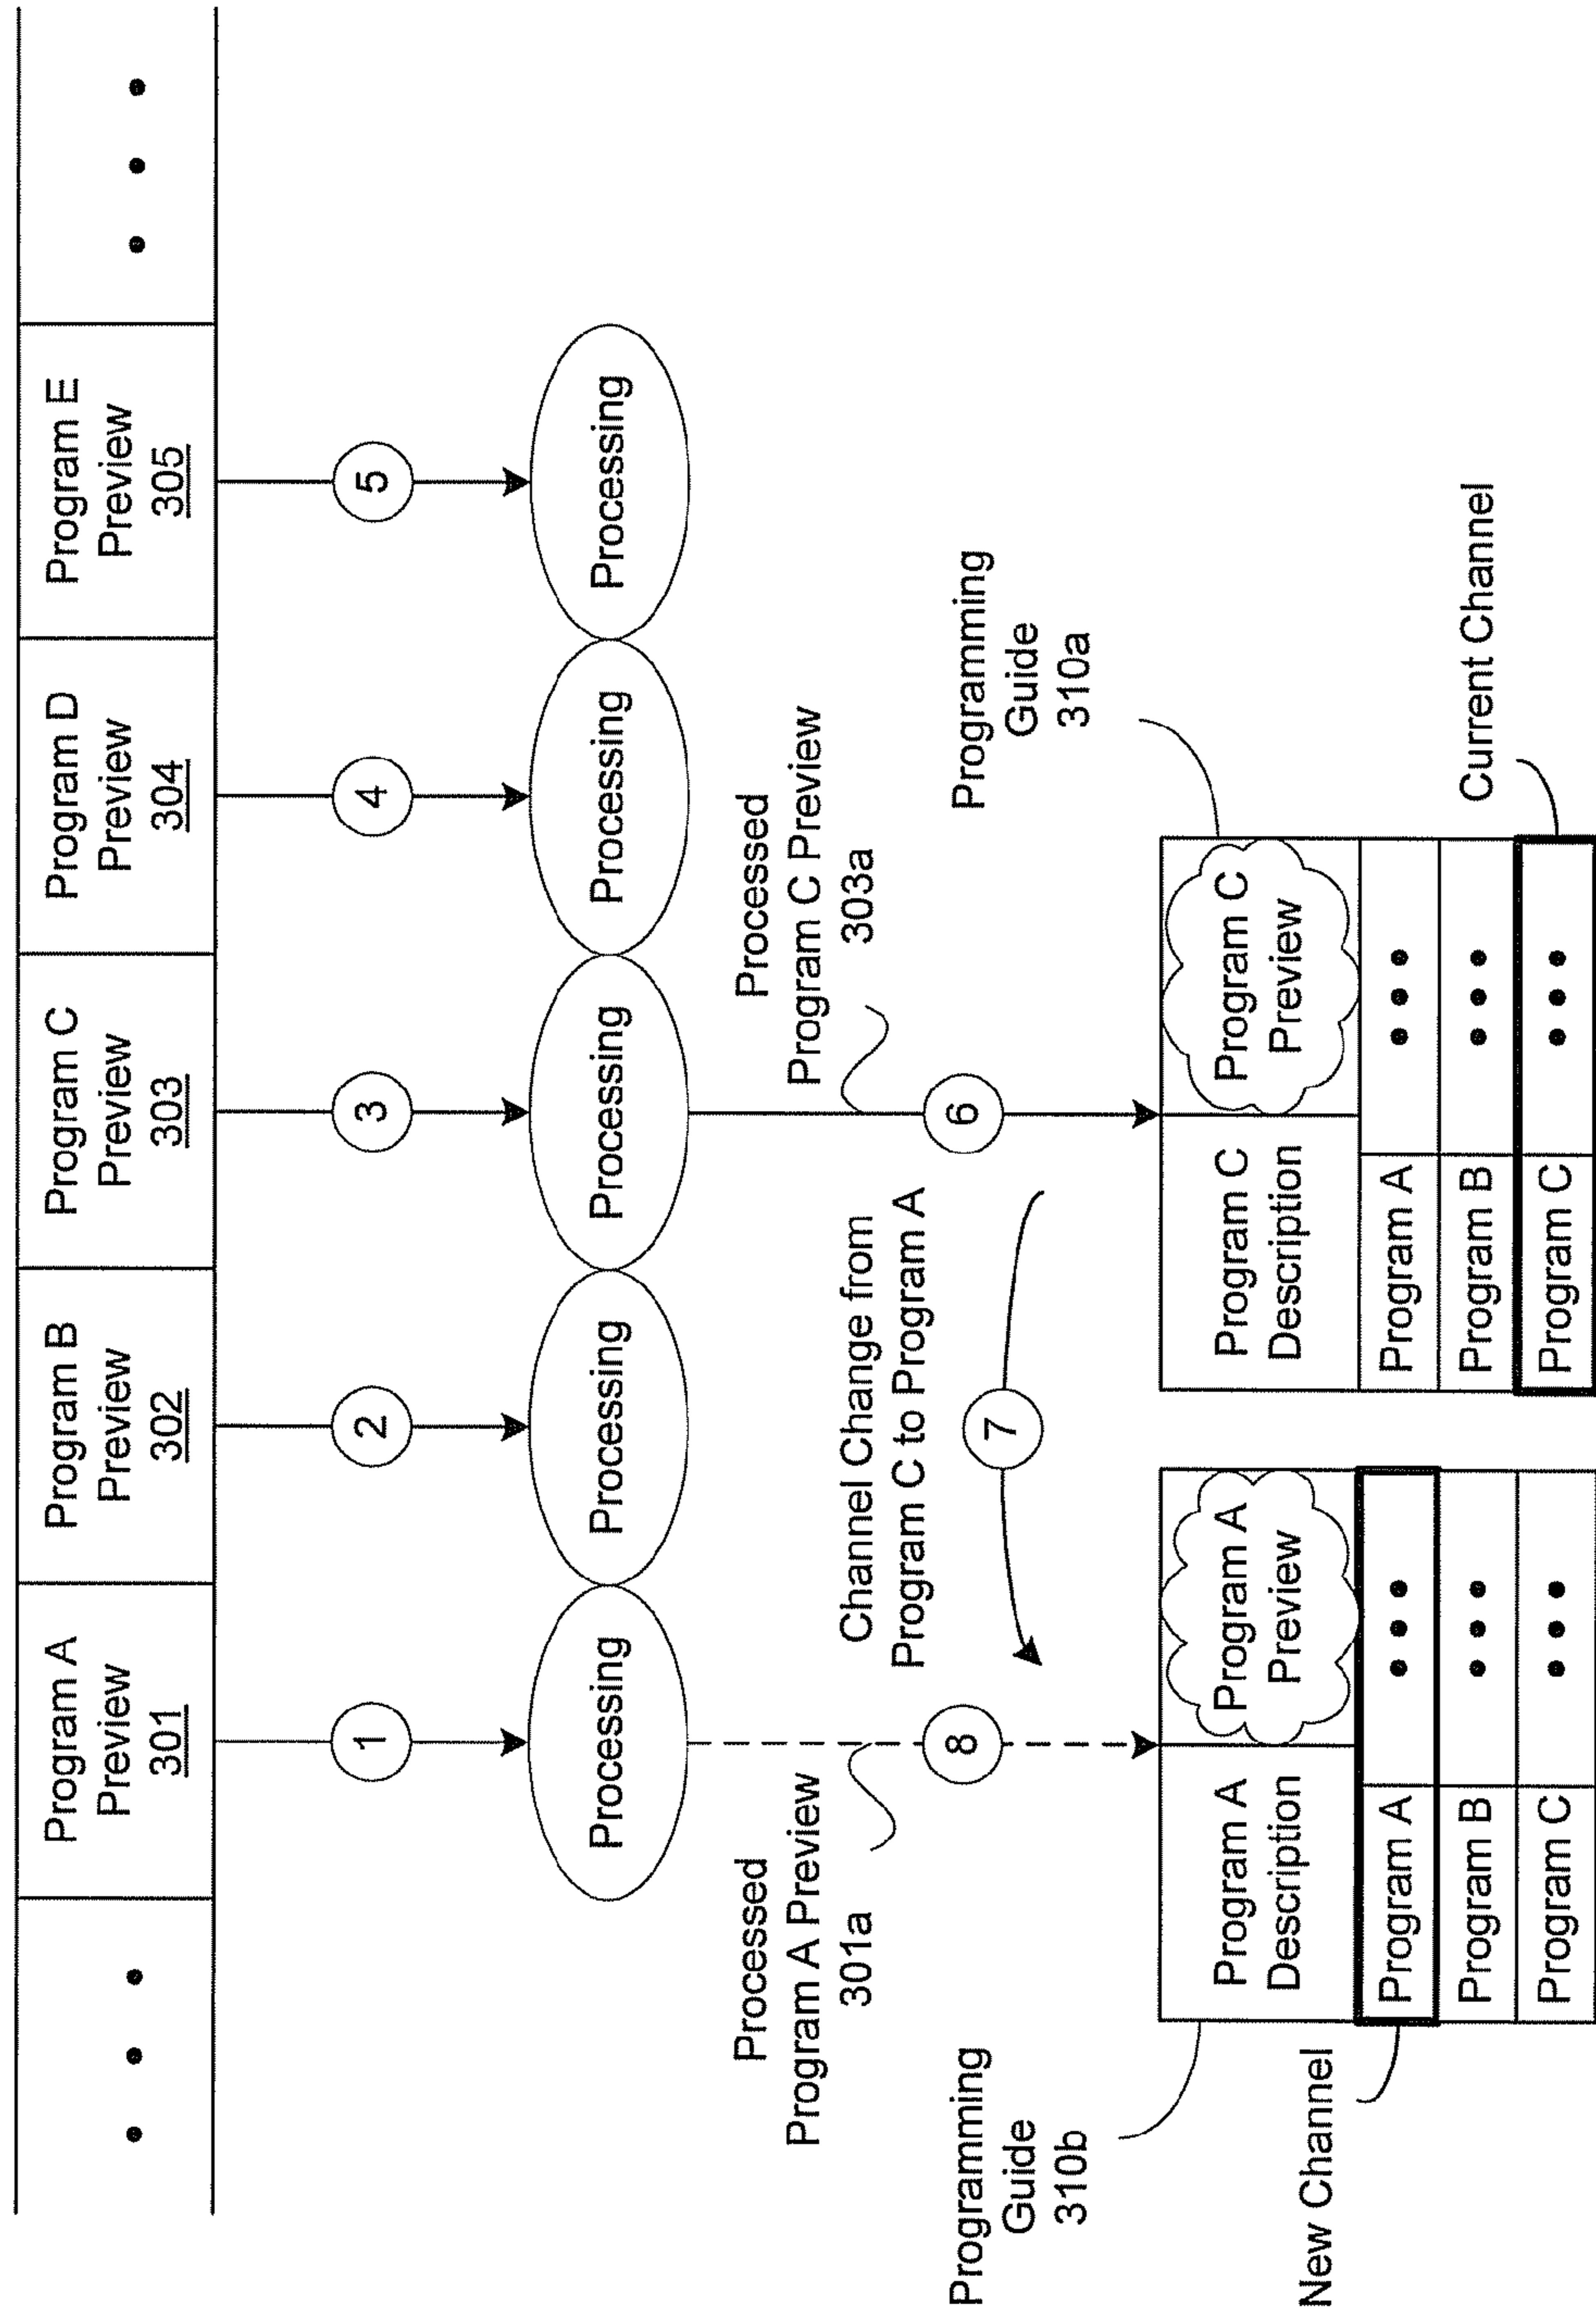 Program A
Preview
301
Program B
Preview
302
Program C
Preview
303
Program D
Preview
304
Program E
Preview
305
1
2
3
4
5
Processing
Processing
Processing
Processing
Processing
Processed
Program A Preview
301a
Channel Change from
Program C to Program A
Processed
Program C Preview
303a
8
7
6
Programming
Guide
310b
Programming
Guide
310a
Program A
Description
Program A
Preview
Program A
Program B
Program C
New Channel
Program C
Description
Program C
Preview
Program A
Program B
Program C
Current Channel